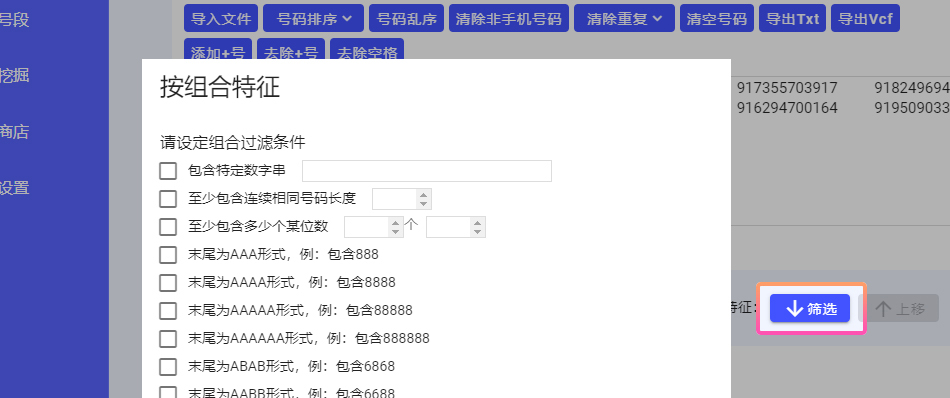 导入文件 号码排序 号码乱序 清除非手机号码 清除重复 清空号码 导出Txt 导出Vcf
添加+号 去除+号 去除空格
号段
挖掘
商店
设置
917355703917 918249694
916294700164 919509033
按组合特征
请设定组合过滤条件
包含特定数字串
至少包含连续相同号码长度
至少包含多少个某位数 个
末尾为AAA形式，例：包含888
末尾为AAAA形式，例：包含8888
末尾为AAAAA形式，例：包含88888
末尾为AAAAAA形式，例：包含888888
末尾为ABAB形式，例：包含6868
末尾为AABB形式，例：包含6688
特征： 筛选 上移